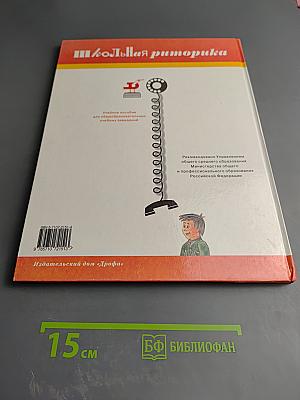 школьная риторика
Учебное пособие
для общеобразовательных
учебных заведений
Рекомендовано Управлением
общего среднего образования
Министерства общего
и профессионального образования
Российской Федерации
Издательский дом «Дрофа»
15 см
БФ БИБЛИОФАН